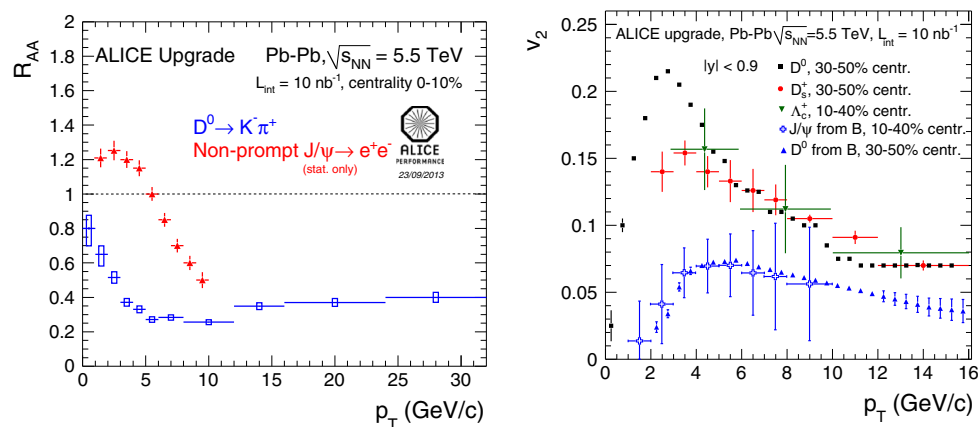 R_AA
2
1.8
1.6
1.4
1.2
1
0.8
0.6
0.4
0.2
0
ALICE Upgrade
Pb-Pb, √s_NN = 5.5 TeV
L_int = 10 nb⁻¹, centrality 0-10%
D⁰→ K⁻π⁺
Non-prompt J/ψ→ e⁺e⁻
(stat. only)
ALICE
PERFORMANCE
23/09/2013
0 5 10 15 20 25 30
p_T (GeV/c)
v₂
0.25
0.2
0.15
0.1
0.05
0
ALICE upgrade, Pb-Pb√s_NN=5.5 TeV, L_int = 10 nb⁻¹
|y| < 0.9
D⁰, 30-50% centr.
D_s⁺, 30-50% centr.
Λ_c⁺, 10-40% centr.
J/ψ from B, 10-40% centr.
D⁰ from B, 30-50% centr.
0 2 4 6 8 10 12 14 16
p_T (GeV/c)